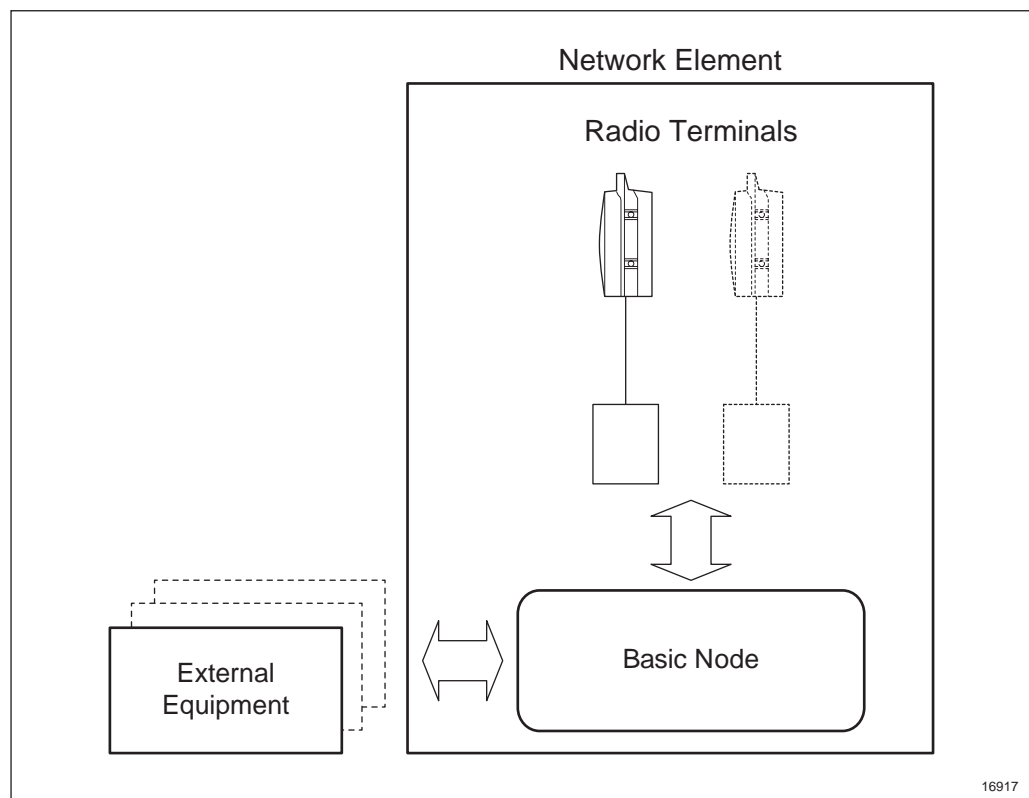 Network Element
Radio Terminals
Basic Node
External
Equipment
16917